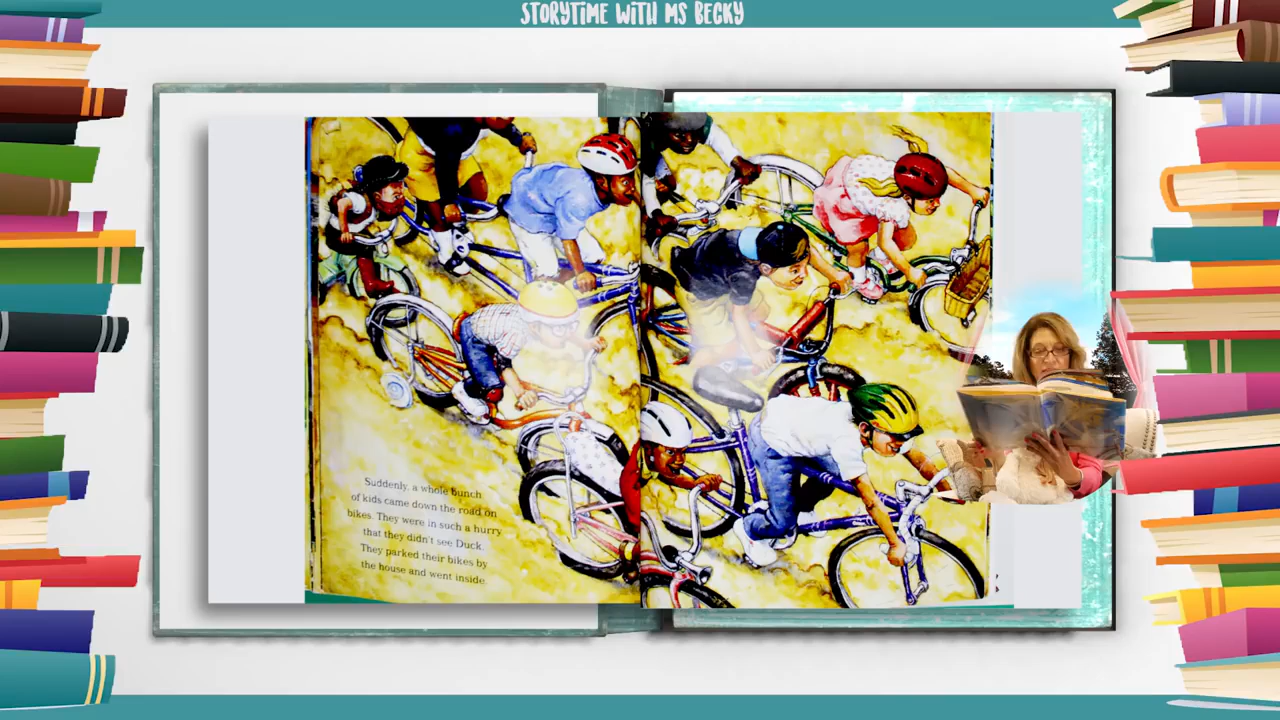 STORYTIME WITH MS BECKY
Suddenly, a whole bunch
of kids came down the road on
bikes. They were in such a hurry
that they didn't see Duck.
They parked their bikes by
the house and went inside.